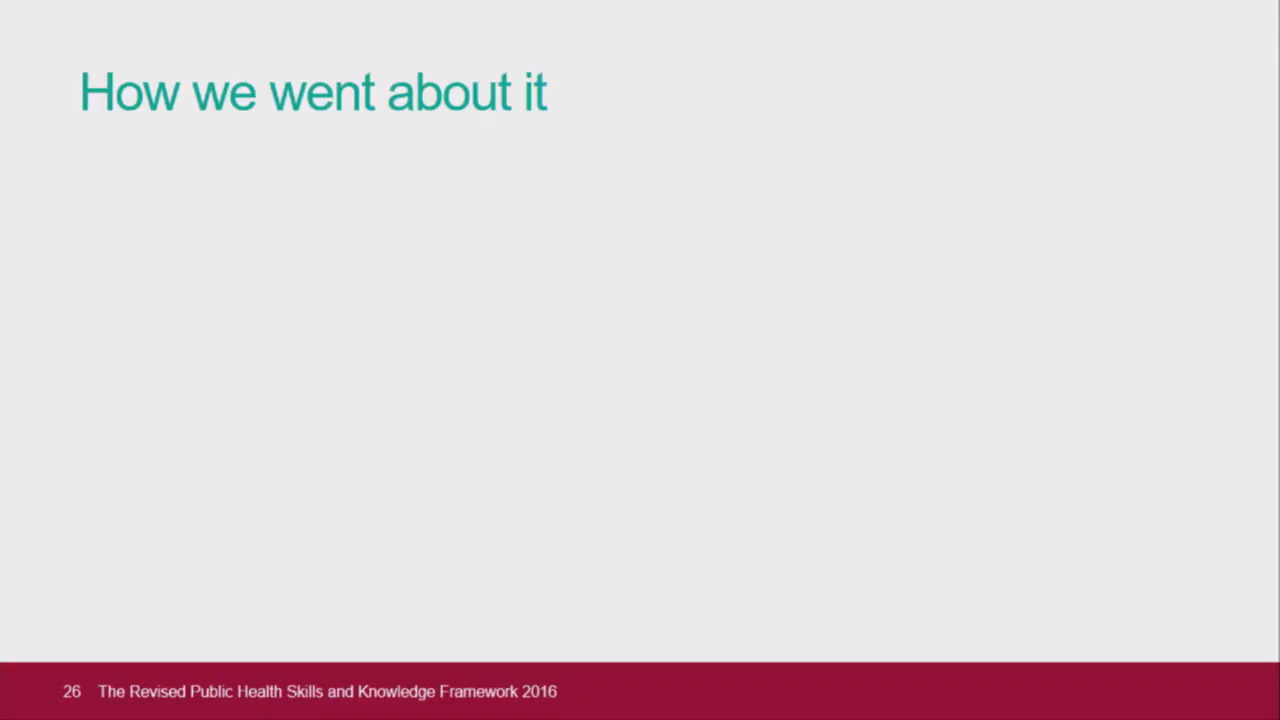 How we went about it
26 The Revised Public Health Skills and Knowledge Framework 2016